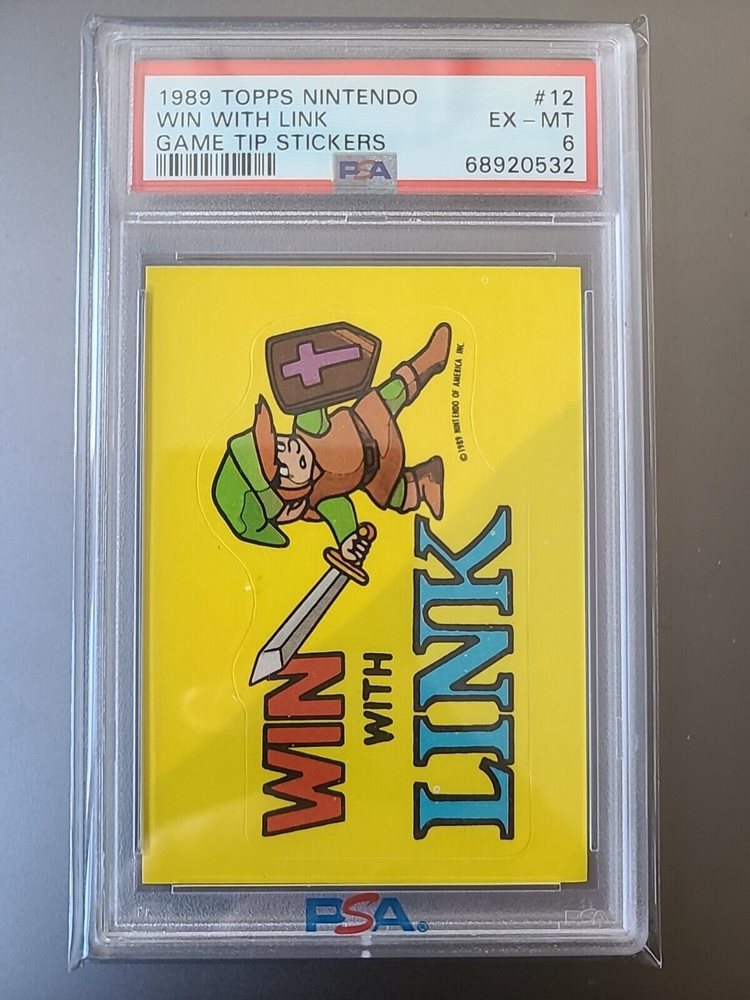 1989 TOPPS NINTENDO #12
WIN WITH LINK EX - MT
GAME TIP STICKERS 6
PSA 68920532
©1989 NINTENDO OF AMERICA INC.
WIN
WITH
LINK
PSA®
PSA